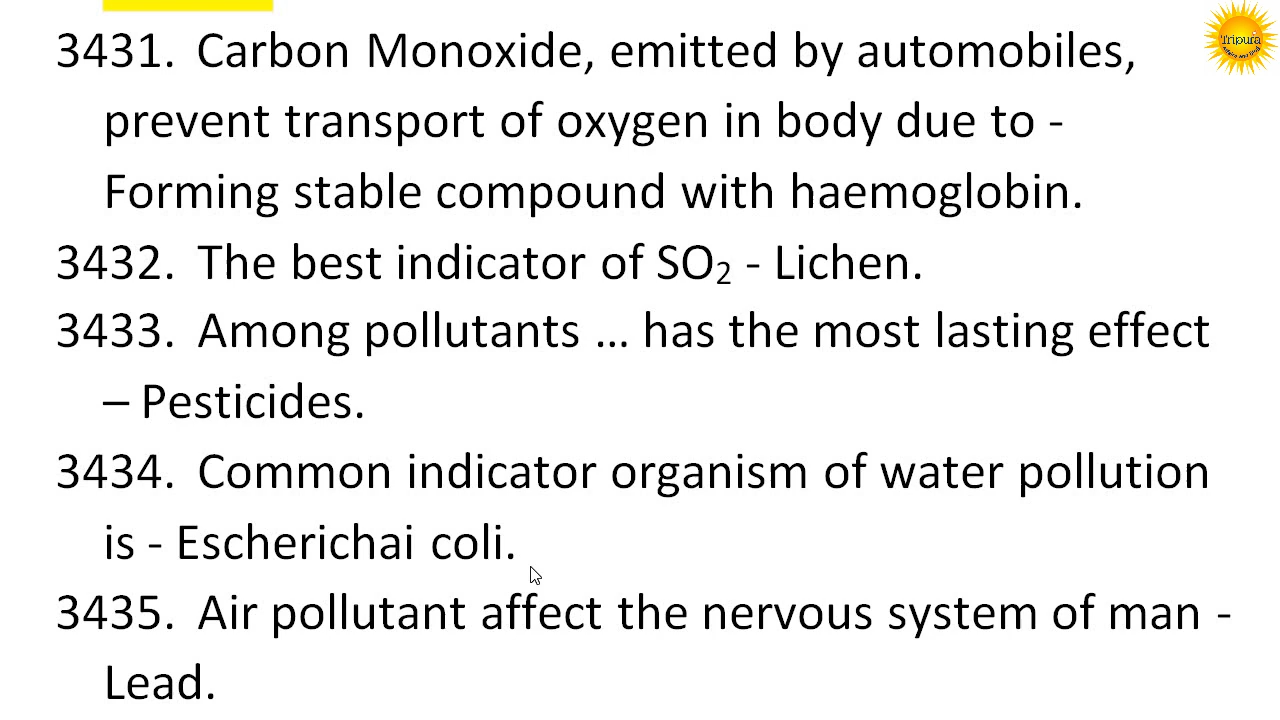 Tripura
3431. Carbon Monoxide, emitted by automobiles,
prevent transport of oxygen in body due to -
Forming stable compound with haemoglobin.
3432. The best indicator of SO₂ - Lichen.
3433. Among pollutants ... has the most lasting effect
– Pesticides.
3434. Common indicator organism of water pollution
is - Escherichai coli.
3435. Air pollutant affect the nervous system of man -
Lead.